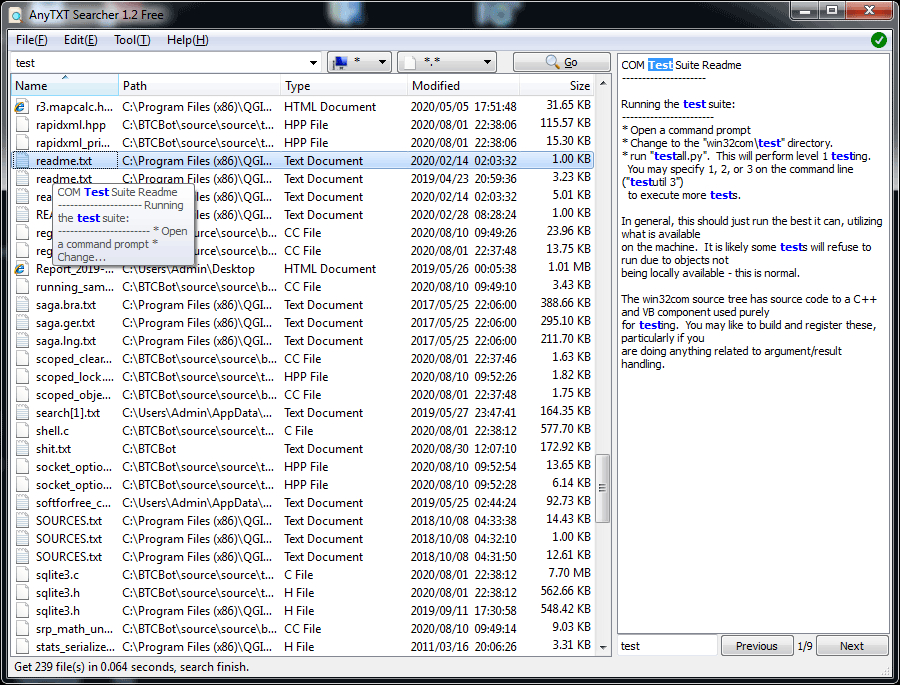 AnyTXT Searcher 1.2 Free
File(F) Edit(E) Tool(T) Help(H)
test * *.* Go
Name Path Type Modified Size
r3.mapcalc.h... C:\Program Files (x86)\QGI... HTML Document 2020/05/05 17:51:48 31.65 KB
rapidxml.hpp C:\BTCBot\source\source\t... HPP File 2020/08/01 22:38:06 115.57 KB
rapidxml_pri... C:\BTCBot\source\source\t... HPP File 2020/08/01 22:38:06 15.30 KB
readme.txt C:\Program Files (x86)\QGI... Text Document 2020/02/14 02:03:32 1.00 KB
readme.txt C:\Program Files (x86)\QGI... Text Document 2019/04/23 20:59:36 3.23 KB
rea C:\Program Files (x86)\QGI... Text Document 2020/08/01 22:38:06 5.01 KB
REA Text Document 2020/02/28 08:28:24 1.00 KB
reg CC File 2020/08/10 09:49:26 23.96 KB
reg CC File 2020/08/01 22:37:48 13.75 KB
Report_2019-... C:\Users\Admin\Desktop HTML Document 2019/05/26 00:05:38 1.01 MB
running_sam... C:\BTCBot\source\source\b... CC File 2020/08/10 09:49:10 3.43 KB
saga.bra.txt C:\Program Files (x86)\QGI... Text Document 2017/05/25 22:06:00 388.66 KB
saga.ger.txt C:\Program Files (x86)\QGI... Text Document 2017/05/25 22:06:00 295.10 KB
saga.lng.txt C:\Program Files (x86)\QGI... Text Document 2017/05/25 22:06:00 211.70 KB
scoped_clear... C:\BTCBot\source\source\b... CC File 2020/08/01 22:37:46 1.63 KB
scoped_lock.... C:\BTCBot\source\source\t... HPP File 2020/08/10 09:52:26 1.82 KB
scoped_obje... C:\BTCBot\source\source\b... CC File 2020/08/01 22:37:48 1.75 KB
search[1].txt C:\Users\Admin\AppData\... Text Document 2019/05/27 23:47:41 164.35 KB
shell.c C:\BTCBot\source\source\t... C File 2020/08/01 22:38:12 577.70 KB
shit.txt C:\BTCBot Text Document 2020/08/30 12:07:10 172.92 KB
socket_optio... C:\BTCBot\source\source\t... HPP File 2020/08/10 09:52:54 13.65 KB
socket_optio... C:\BTCBot\source\source\t... HPP File 2020/08/10 09:52:28 6.14 KB
softforfree_c... C:\Users\Admin\AppData\... Text Document 2019/05/25 02:44:24 92.73 KB
SOURCES.txt C:\Program Files (x86)\QGI... Text Document 2018/10/08 04:33:38 14.43 KB
SOURCES.txt C:\Program Files (x86)\QGI... Text Document 2018/10/08 04:32:10 1.00 KB
SOURCES.txt C:\Program Files (x86)\QGI... Text Document 2018/10/08 04:31:50 12.61 KB
sqlite3.c C:\BTCBot\source\source\t... C File 2020/08/01 22:38:12 7.70 MB
sqlite3.h C:\BTCBot\source\source\t... H File 2020/08/01 22:38:12 562.66 KB
sqlite3.h C:\Program Files (x86)\QGI... H File 2019/09/11 17:30:58 548.42 KB
srp_math_un... C:\BTCBot\source\source\b... CC File 2020/08/10 09:49:14 9.03 KB
stats_serialize... C:\Program Files (x86)\QGI... H File 2011/03/16 20:06:26 3.31 KB
COM Test Suite Readme
---------------------- Running
the test suite:
------------------------ * Open
a command prompt *
Change...
COM Test Suite Readme
----------------------
Running the test suite:
------------------------
* Open a command prompt
* Change to the "win32com\test" directory.
* run "testall.py". This will perform level 1 testing.
You may specify 1, 2, or 3 on the command line
("testutil 3")
to execute more tests.
In general, this should just run the best it can, utilizing
what is available
on the machine. It is likely some tests will refuse to
run due to objects not
being locally available - this is normal.
The win32com source tree has source code to a C++
and VB component used purely
for testing. You may like to build and register these,
particularly if you
are doing anything related to argument/result
handling.
test Previous 1/9 Next
Get 239 file(s) in 0.064 seconds, search finish.